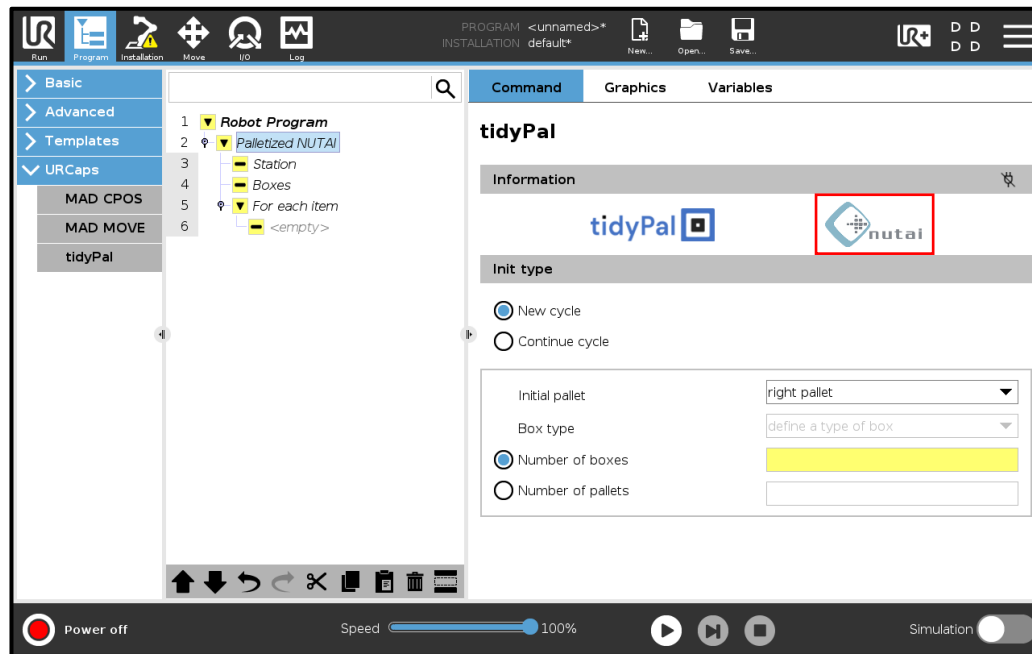 UR
PROGRAM <unnamed>*
INSTALLATION default*
UR+
D D
D D
Run Program Installation Move I/O Log New... Open... Save...
Basic
Advanced
Templates
URCaps
MAD CPOS
MAD MOVE
tidyPal
1 Robot Program
2 Palletized NUTAI
3 Station
4 Boxes
5 For each item
6 <empty>
Command Graphics Variables
tidyPal
Information
tidyPal nutai
Init type
New cycle
Continue cycle
Initial pallet right pallet
Box type define a type of box
Number of boxes
Number of pallets
Power off Speed 100% Simulation